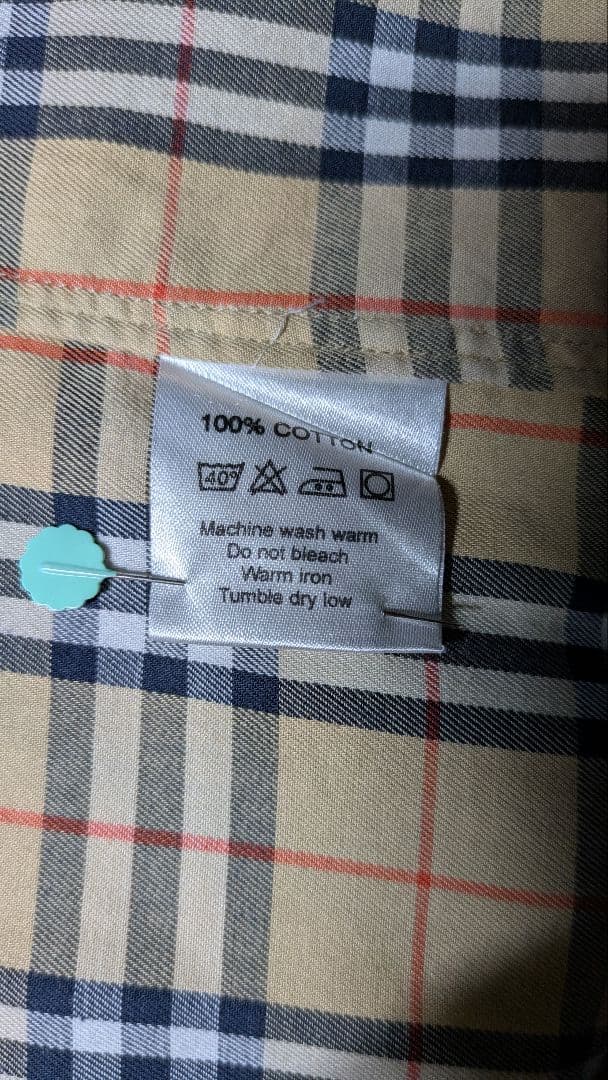 100% COTTON
40°
Machine wash warm
Do not bleach
Warm iron
Tumble dry low